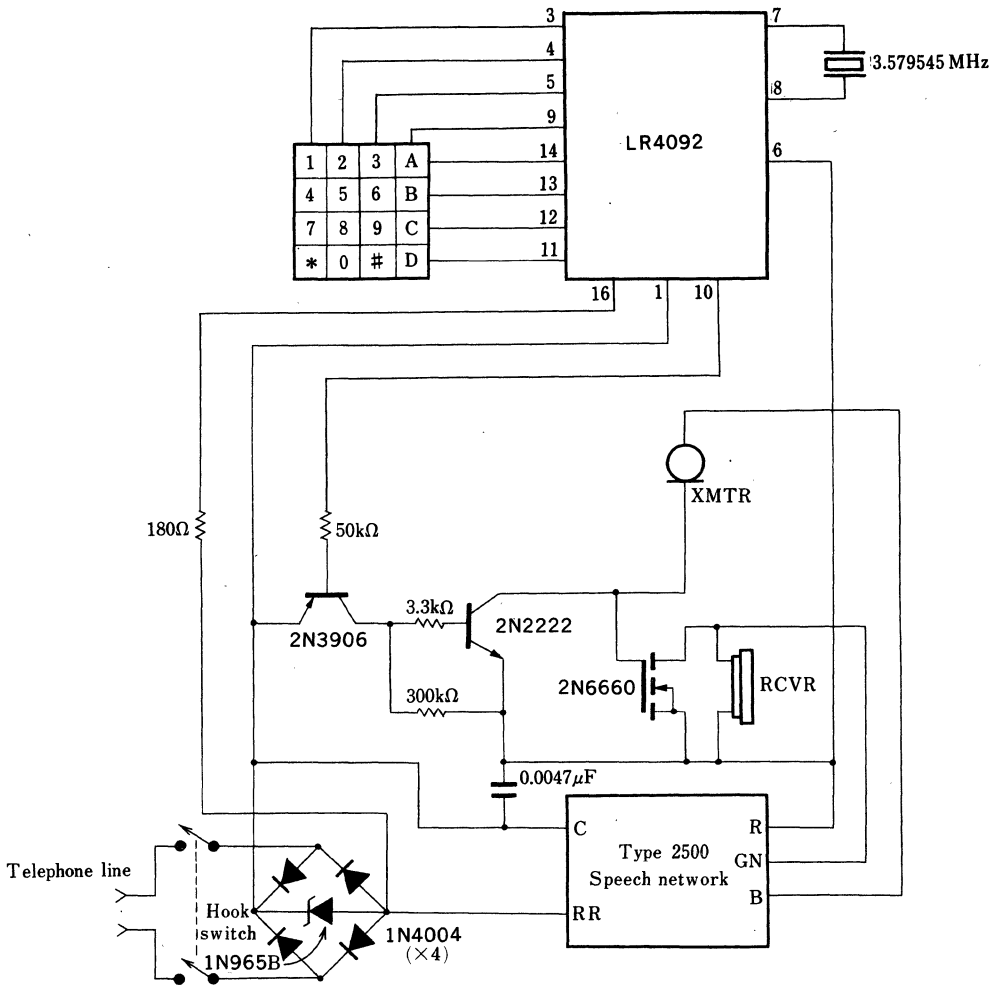 3
7
4
3.579545 MHz
5
8
9
LR4092
14
6
13
12
11
1 2 3 A
4 5 6 B
7 8 9 C
* 0 # D
16 1 10
XMTR
180Ω
50kΩ
3.3kΩ
2N3906
2N2222
2N6660
RCVR
300kΩ
0.0047μF
C
R
Type 2500
Speech network
GN
B
RR
Telephone line
Hook
switch
1N4004
(×4)
1N965B